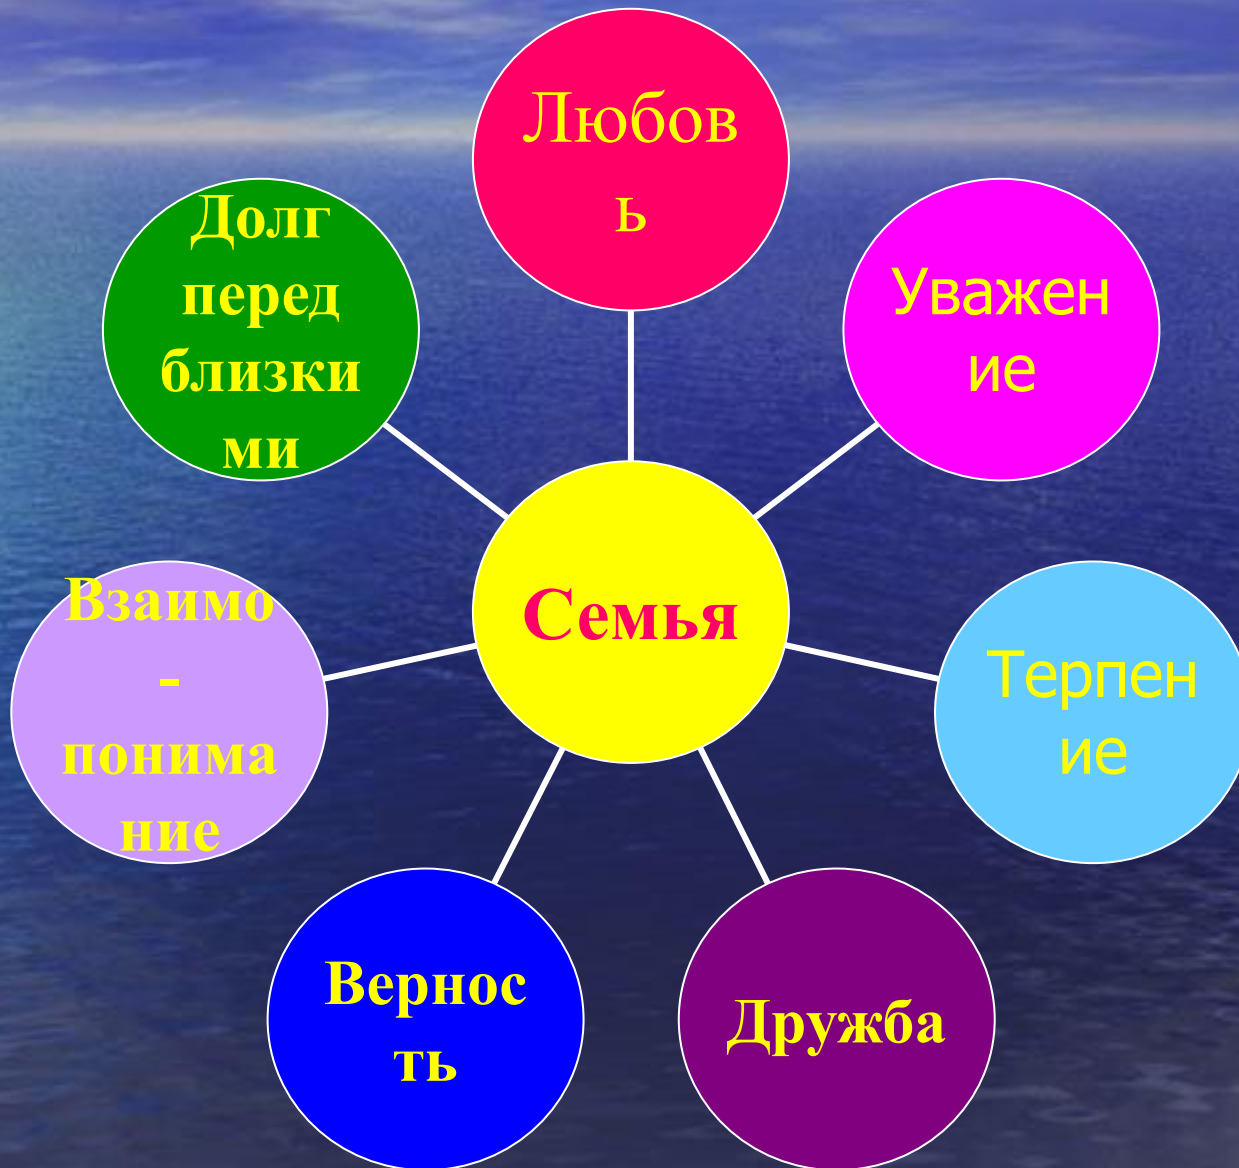 Любов
ь
Уважен
ие
Терпен
ие
Дружба
Вернос
ть
Взаимо
-
понима
ние
Долг
перед
близки
ми
Семья